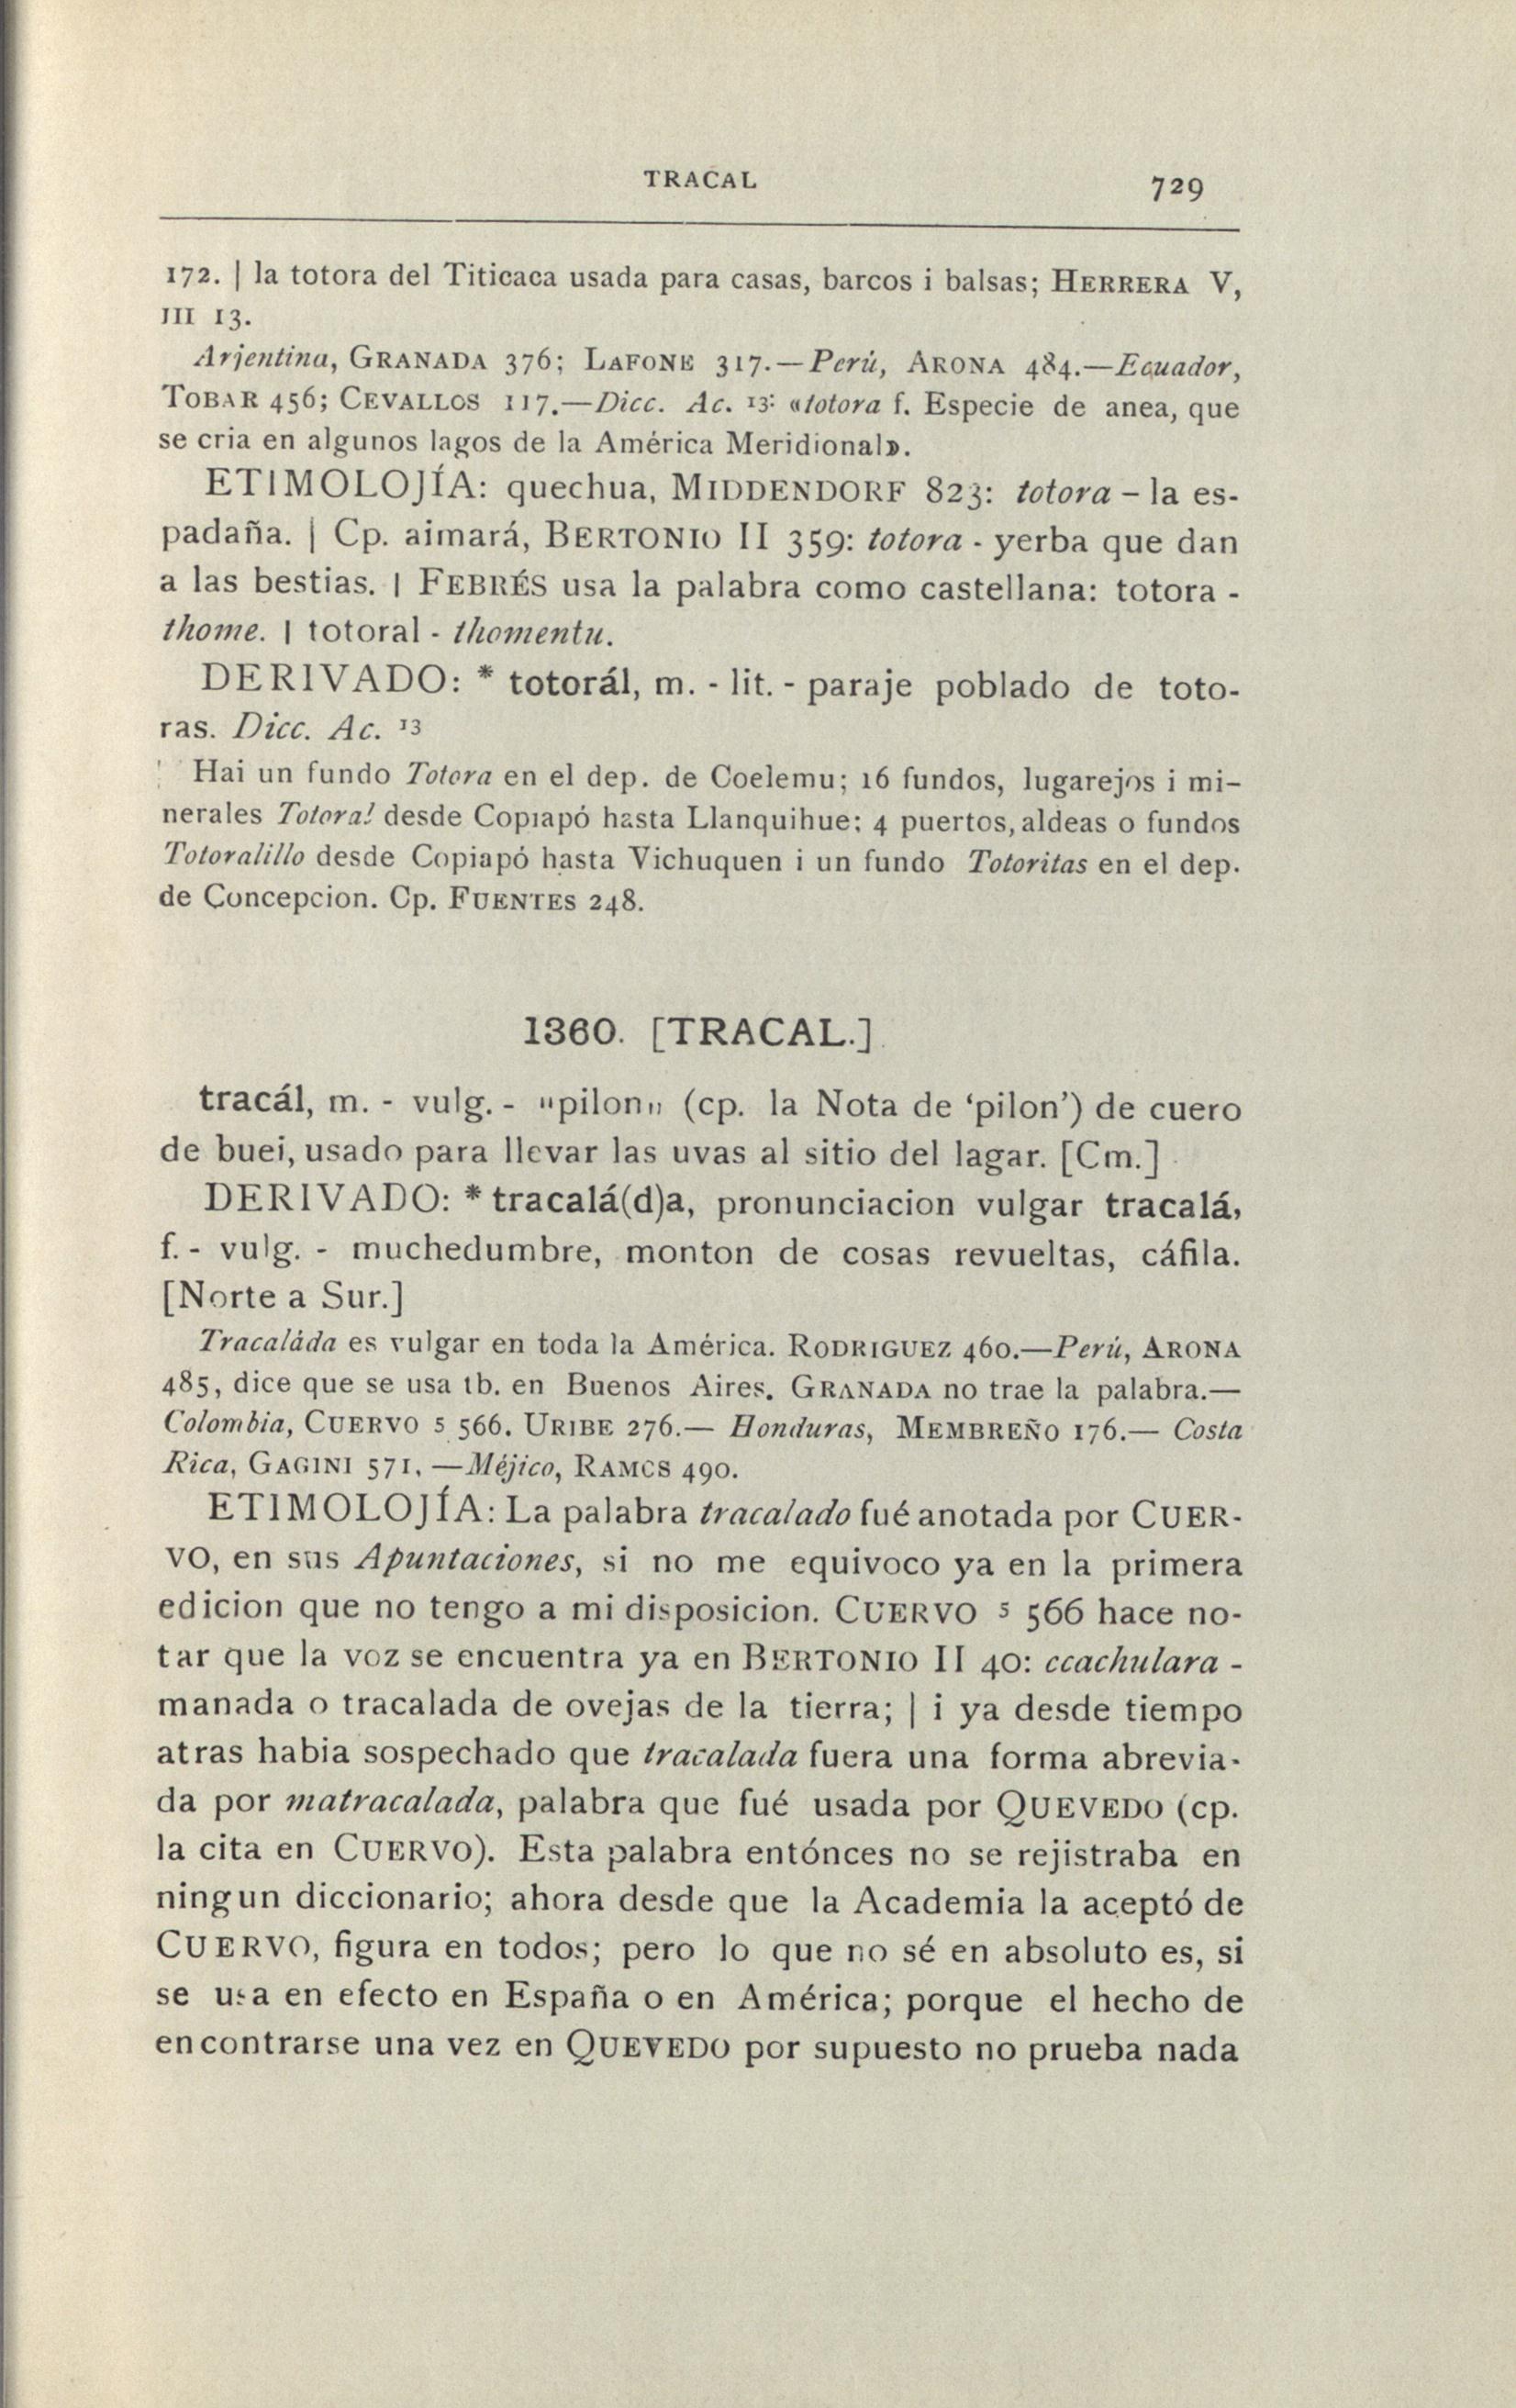 TRACAL 729
172. | la totora del Titicaca usada para casas, barcos i balsas; HERRERA V,
III 13.
Arjentina, GRANADA 376; LAFONE 317.—Perú, ARONA 484.—Ecuador,
TOBAR 456; CEVALLOS 117.—Dicc. Ac. 13: «totora f. Especie de anea, que
se cria en algunos lagos de la América Meridional».
ETIMOLOJÍA: quechua, MIDDENDORF 823: totora – la es-
padaña. | Cp. aimará, BERTONIO II 359: totora - yerba que dan
a las bestias. | FEBRÉS usa la palabra como castellana: totora -
thome. | totoral - thomentu.
DERIVADO: * totorál, m. - lit. - paraje poblado de toto-
ras. Dicc. Ac. 13
Hai un fundo Totora en el dep. de Coelemu; 16 fundos, lugarejos i mi–
nerales Totoral desde Copiapó hasta Llanquihue; 4 puertos, aldeas o fundos
Totoralillo desde Copiapó hasta Vichuquen i un fundo Totoritas en el dep.
de Concepcion. Cp. FUENTES 248.
1360. [TRACAL.]
tracál, m. - vulg. - "pilon" (cp. la Nota de ‘pilon’) de cuero
de buei, usado para llevar las uvas al sitio del lagar. [Cm.]
DERIVADO: * tracalá(d)a, pronunciacion vulgar tracalá,
f. - vulg. - muchedumbre, monton de cosas revueltas, cáfila.
[Norte a Sur.]
Tracaláda es vulgar en toda la América. RODRIGUEZ 460.—Perú, ARONA
485, dice que se usa tb. en Buenos Aires. GRANADA no trae la palabra.—
Colombia, CUERVO 5 566. URIBE 276.— Honduras, MEMBREÑO 176.— Costa
Rica, GAGINI 571. —Méjico, RAMOS 490.
ETIMOLOJÍA: La palabra tracalado fué anotada por CUER-
VO, en sus Apuntaciones, si no me equivoco ya en la primera
edicion que no tengo a mi disposicion. CUERVO 5 566 hace no-
tar que la voz se encuentra ya en BERTONIO II 40: ccachulara -
manada o tracalada de ovejas de la tierra; | i ya desde tiempo
atras habia sospechado que tracalada fuera una forma abrevia-
da por matracalada, palabra que fué usada por QUEVEDO (cp.
la cita en CUERVO). Esta palabra entónces no se rejistraba en
ningun diccionario; ahora desde que la Academia la aceptó de
CUERVO, figura en todos; pero lo que no sé en absoluto es, si
se usa en efecto en España o en América; porque el hecho de
encontrarse una vez en QUEVEDO por supuesto no prueba nada